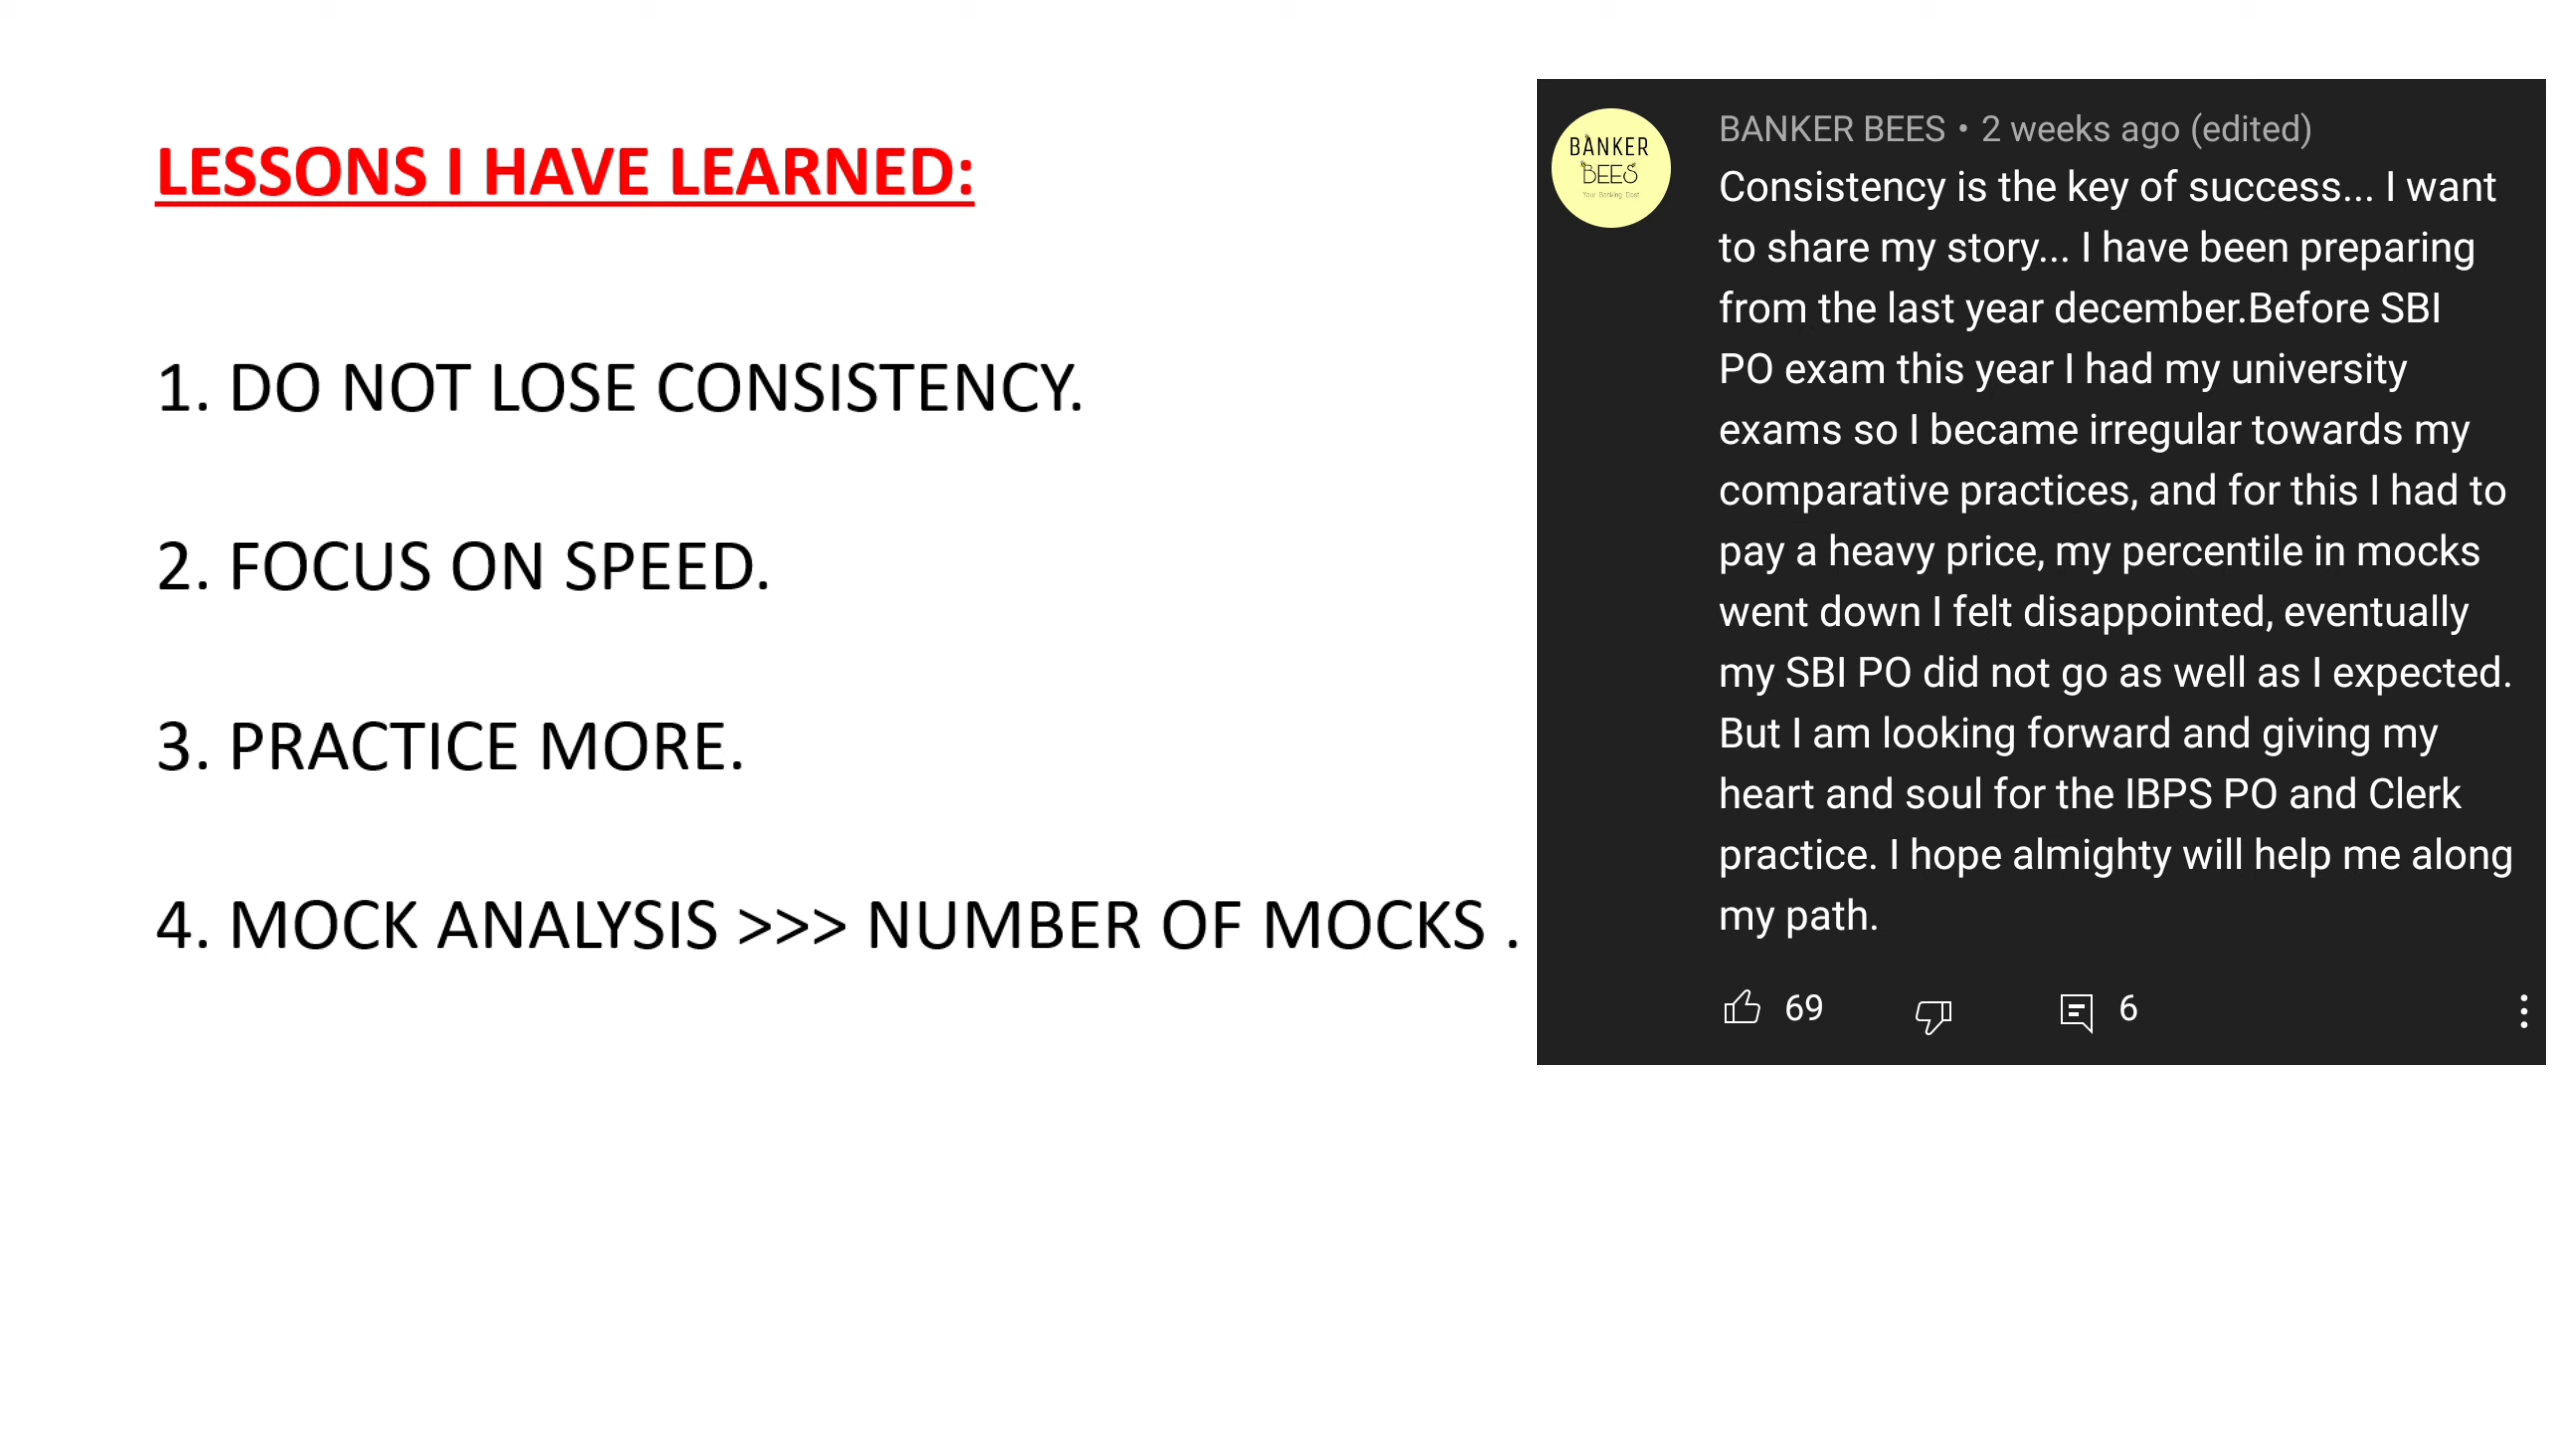 LESSONS I HAVE LEARNED:
1. DO NOT LOSE CONSISTENCY.
2. FOCUS ON SPEED.
3. PRACTICE MORE.
4. MOCK ANALYSIS >>> NUMBER OF MOCKS .
BANKER
BEES
Your Banking Dost
BANKER BEES • 2 weeks ago (edited)
Consistency is the key of success... I want
to share my story... I have been preparing
from the last year december.Before SBI
PO exam this year I had my university
exams so I became irregular towards my
comparative practices, and for this I had to
pay a heavy price, my percentile in mocks
went down I felt disappointed, eventually
my SBI PO did not go as well as I expected.
But I am looking forward and giving my
heart and soul for the IBPS PO and Clerk
practice. I hope almighty will help me along
my path.
69 6